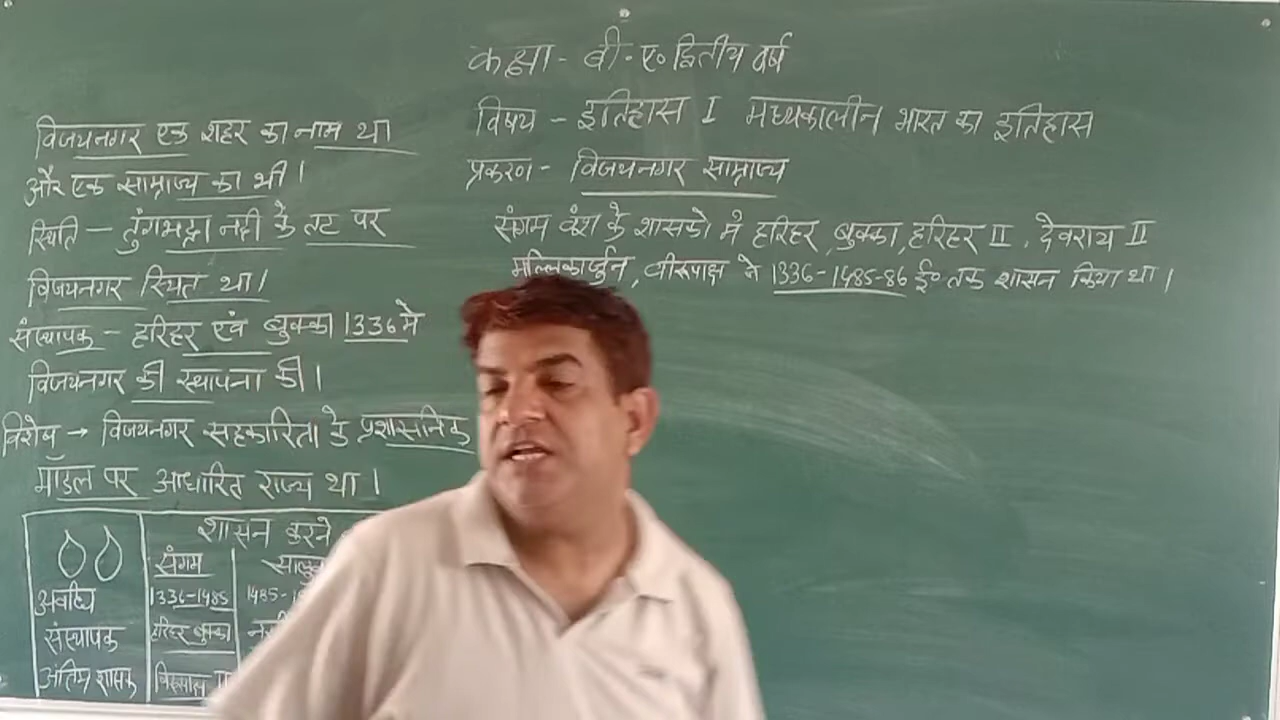 कक्षा - बी. ए० द्वितीय वर्ष
विषय - इतिहास I मध्यकालीन भारत का इतिहास
प्रकरण - विजयनगर साम्राज्य
संगम वंश के शासको मे हरिहर, बुक्का, हरिहर II, देवराय II
मल्लिकार्जुन, वीरूपाक्ष ने 1336-1485-86 ई० तक शासन किया था।
विजयनगर एक शहर का नाम था
और एक साम्राज्य का भी।
स्थिति - तुंगभद्रा नदी के तट पर
विजयनगर स्थित था।
संस्थापक - हरिहर एवं बुक्का 1336 मे
विजयनगर की स्थापना की।
विशेष → विजयनगर सहकारिता के प्रशासनिक
माडल पर आधारित राज्य था।
शासन करने
संगम
अवधि 1336-1485 1485-
संस्थापक हरिहर बुक्का
अंतिम शासक विरूपाक्ष II